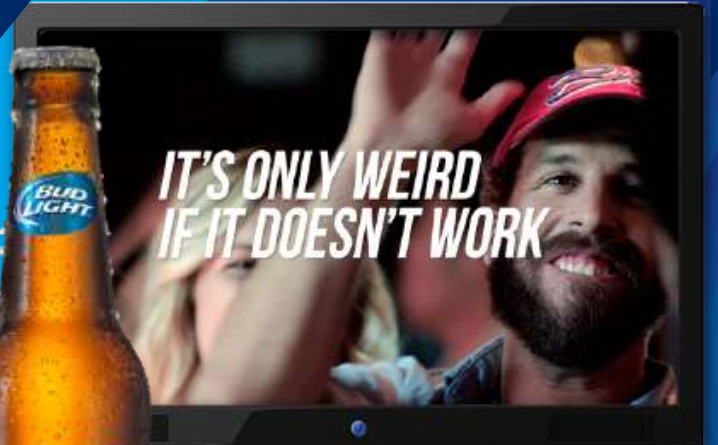 IT'S ONLY WEIRD
IF IT DOESN'T WORK
BUD
LIGHT